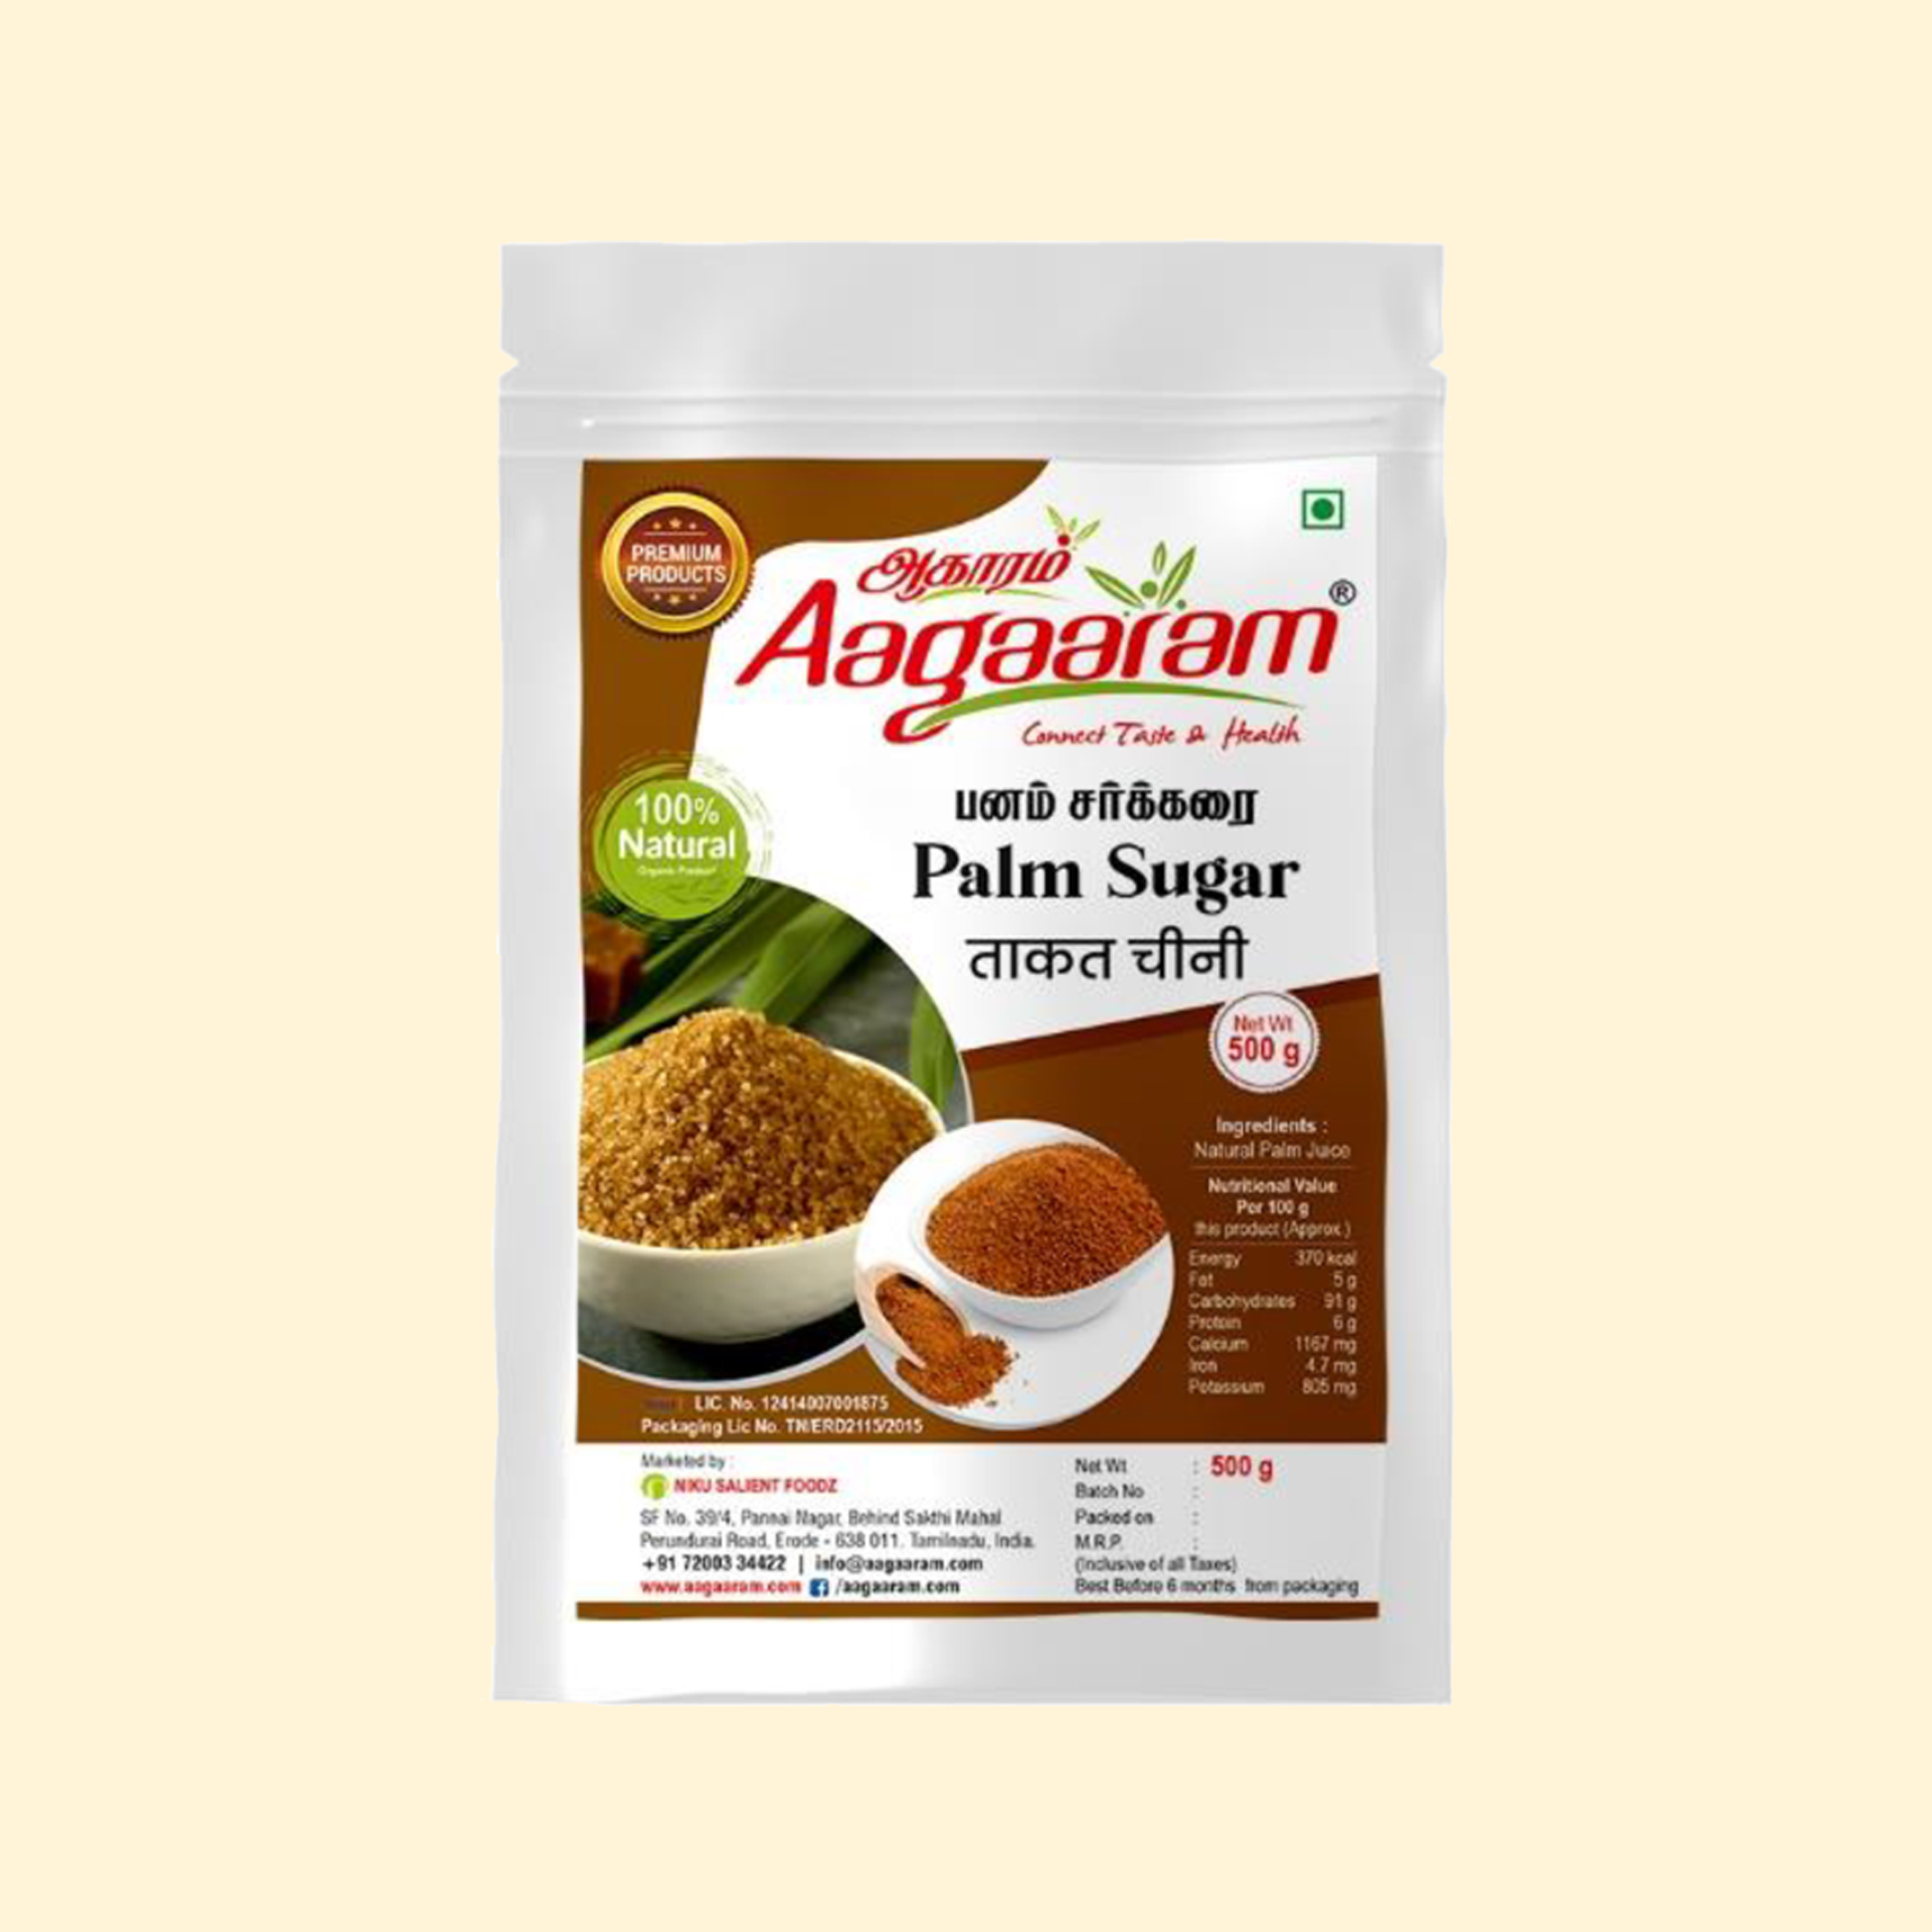 PREMIUM
PRODUCTS
ஆகாரம்
Aagaaram®
Connect Taste & Health
100%
Natural
Organic Product
பனம் சர்க்கரை
Palm Sugar
ताकत चीनी
Net Wt
500 g
Ingredients :
Natural Palm Juice
Nutritional Value
Per 100 g
this product (Approx.)
Energy 370 kcal
Fat 5 g
Carbohydrates 91 g
Protein 6 g
Calcium 1167 mg
Iron 4.7 mg
Potassium 805 mg
LIC. No. 12414007001875
Packaging Lic No. TN/ERD2115/2015
Marketed by :
NIKU SALIENT FOODZ
SF No. 39/4, Pannai Nagar, Behind Sakthi Mahal
Perundurai Road, Erode - 638 011. Tamilnadu, India.
+91 72003 34422 | info@aagaaram.com
www.aagaaram.com /aagaaram.com
Net Wt : 500 g
Batch No :
Packed on :
M.R.P. :
(Inclusive of all Taxes)
Best Before 6 months from packaging